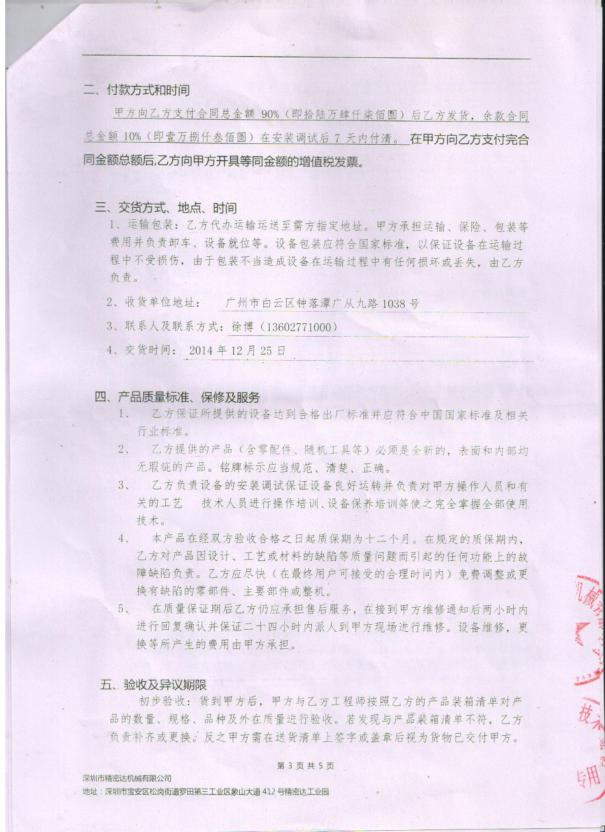 二、付款方式和时间
甲方向乙方支付合同总金额 90%（即拾陆万肆仟柒佰圆）后乙方发货，余款合同
总金额 10%（即壹万捌仟叁佰圆）在安装调试后 7 天内付清。 在甲方向乙方支付完合
同金额总额后,乙方向甲方开具等同金额的增值税发票。
三、交货方式、地点、时间
1、运输包装：乙方代办运输运送至需方指定地址。甲方承担运输、保险、包装等
费用并负责卸车、设备就位等。设备包装应符合国家标准，以保证设备在运输过
程中不受损伤，由于包装不当造成设备在运输过程中有任何损坏或丢失，由乙方
负责。
2、收货单位地址： 广州市白云区钟落潭广从九路 1038 号
3、联系人及联系方式：徐博（13602771000）
4、交货时间： 2014 年 12 月 25 日
四、产品质量标准、保修及服务
1、 乙方保证所提供的设备达到合格出厂标准并应符合中国国家标准及相关
行业标准。
2、 乙方提供的产品（含零配件、随机工具等）必须是全新的，表面和内部均
无瑕疵的产品。铭牌标示应当规范、清楚、正确。
3、 乙方负责设备的安装调试保证设备良好运转并负责对甲方操作人员和有
关的工艺 技术人员进行操作培训、设备保养培训等使之完全掌握全部使用
技术。
4、 本产品在经双方验收合格之日起质保期为十二个月。在规定的质保期内，
乙方对产品因设计、工艺或材料的缺陷等质量问题而引起的任何功能上的故
障缺陷负责。乙方应尽快（在最终用户可接受的合理时间内）免费调整或更
换有缺陷的零部件、主要部件或整机。
5、 在质量保证期后乙方仍应承担售后服务，在接到甲方维修通知后两小时内
进行回复确认并保证二十四小时内派人到甲方现场进行维修。设备维修，更
换等所产生的费用由甲方承担。
五、验收及异议期限
初步验收：货到甲方后，甲方与乙方工程师按照乙方的产品装箱清单对产
品的数量、规格、品种及外在质量进行验收。若发现与产品装箱清单不符，乙方
负责补齐或更换。反之甲方需在送货清单上签字或盖章后视为货物已交付甲方。
第 3 页 共 5 页
深圳市精密达机械有限公司
地址：深圳市宝安区松岗街道罗田第三工业区象山大道 412 号精密达工业园
机械有
技术
专用